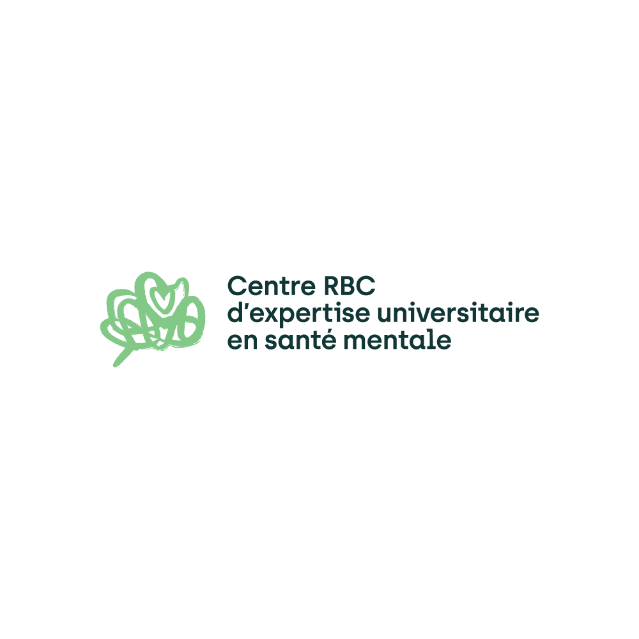 Centre RBC
d'expertise universitaire
en santé mentale